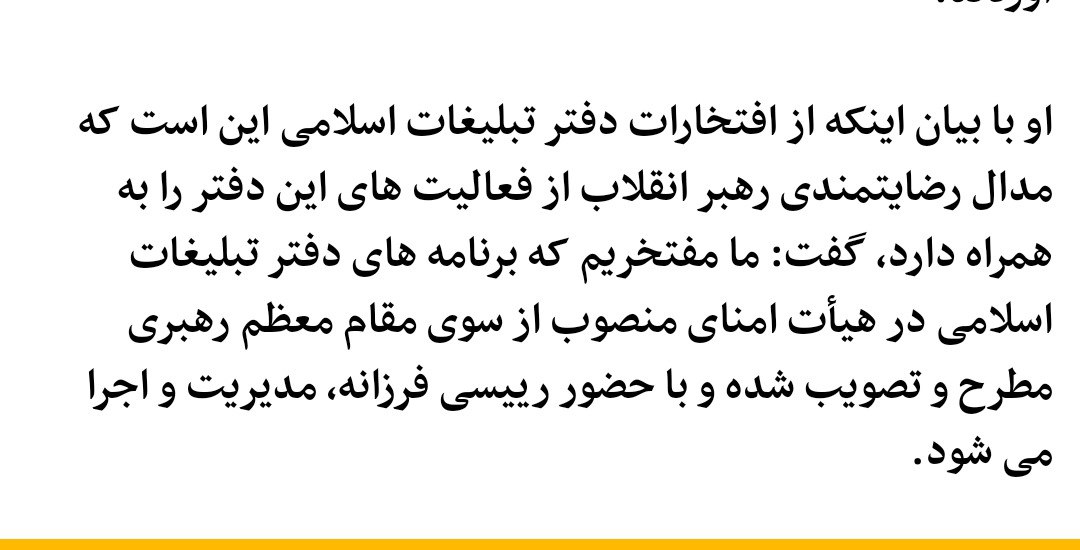 او با بیان اینکه از افتخارات دفتر تبلیغات اسلامی این است که
مدال رضایتمندی رهبر انقلاب از فعالیت های این دفتر را به
همراه دارد، گفت: ما مفتخریم که برنامه های دفتر تبلیغات
اسلامی در هیأت امنای منصوب از سوی مقام معظم رهبری
مطرح و تصویب شده و با حضور رییسی فرزانه، مدیریت و اجرا
می شود.